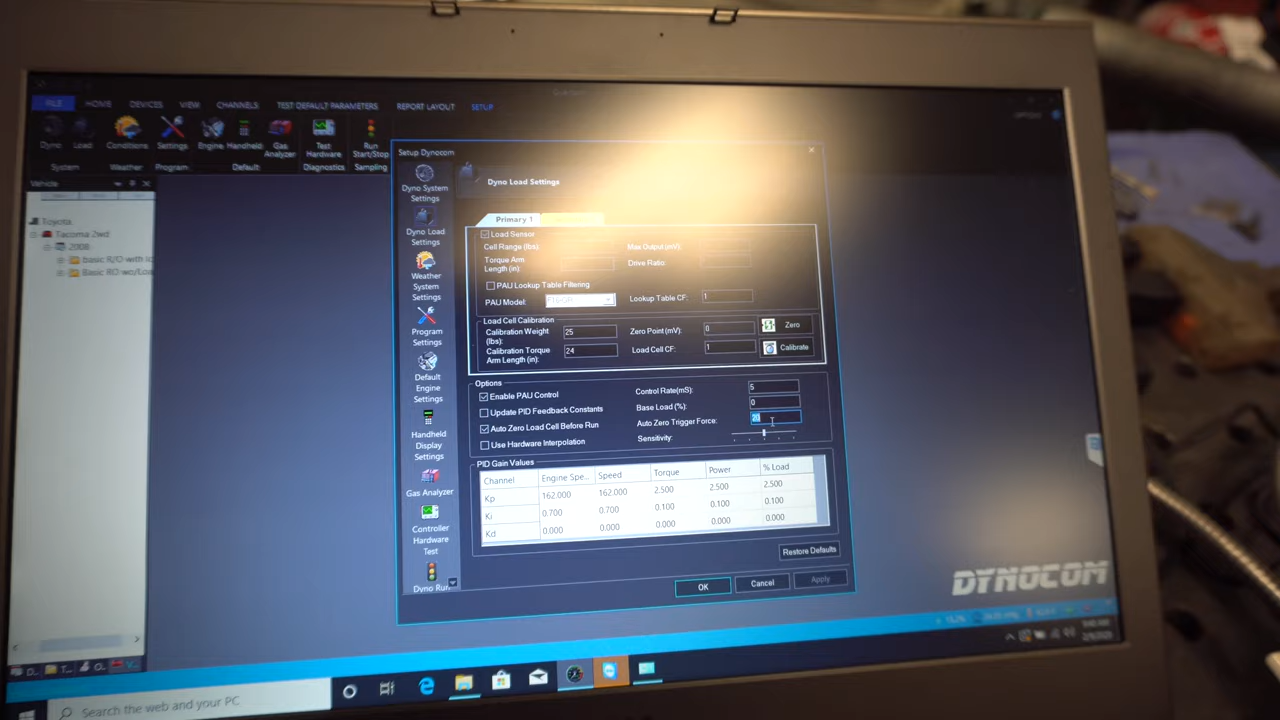 FILE HOME DEVICES VIEW CHANNELS TEST DEFAULT PARAMETERS REPORT LAYOUT SETUP
Dyno Load Conditions Settings Engine Handheld Gas Analyzer Test Hardware Run Start/Stop
System Weather Program Default Diagnostics Sampling
Vehicle
Toyota
Tacoma 2wd
2008
Basic R/O with
Basic RO wo/Loa
Setup Dynocom
Dyno System Settings
Dyno Load Settings
Weather System Settings
Program Settings
Default Engine Settings
Handheld Display Settings
Gas Analyzer
Controller Hardware Test
Dyno Run
Dyno Load Settings
Primary 1
Load Sensor
Cell Range (lbs): Max Output (mV):
Torque Arm Length (in): Drive Ratio:
PAU Lookup Table Filtering
PAU Model: Lookup Table CF: 1
Load Cell Calibration
Calibration Weight (lbs): 25 Zero Point (mV): 0 Zero
Calibration Torque Arm Length (in): 24 Load Cell CF: 1 Calibrate
Options
Enable PAU Control Control Rate(mS): 5
Update PID Feedback Constants Base Load (%): 0
Auto Zero Load Cell Before Run Auto Zero Trigger Force: 20
Use Hardware Interpolation Sensitivity:
PID Gain Values
Channel Engine Spe... Speed Torque Power % Load
Kp 162.000 162.000 2.500 2.500 2.500
Ki 0.700 0.700 0.100 0.100 0.100
Kd 0.000 0.000 0.000 0.000 0.000
Restore Defaults
OK Cancel Apply
DYNOCOM
Search the web and your PC